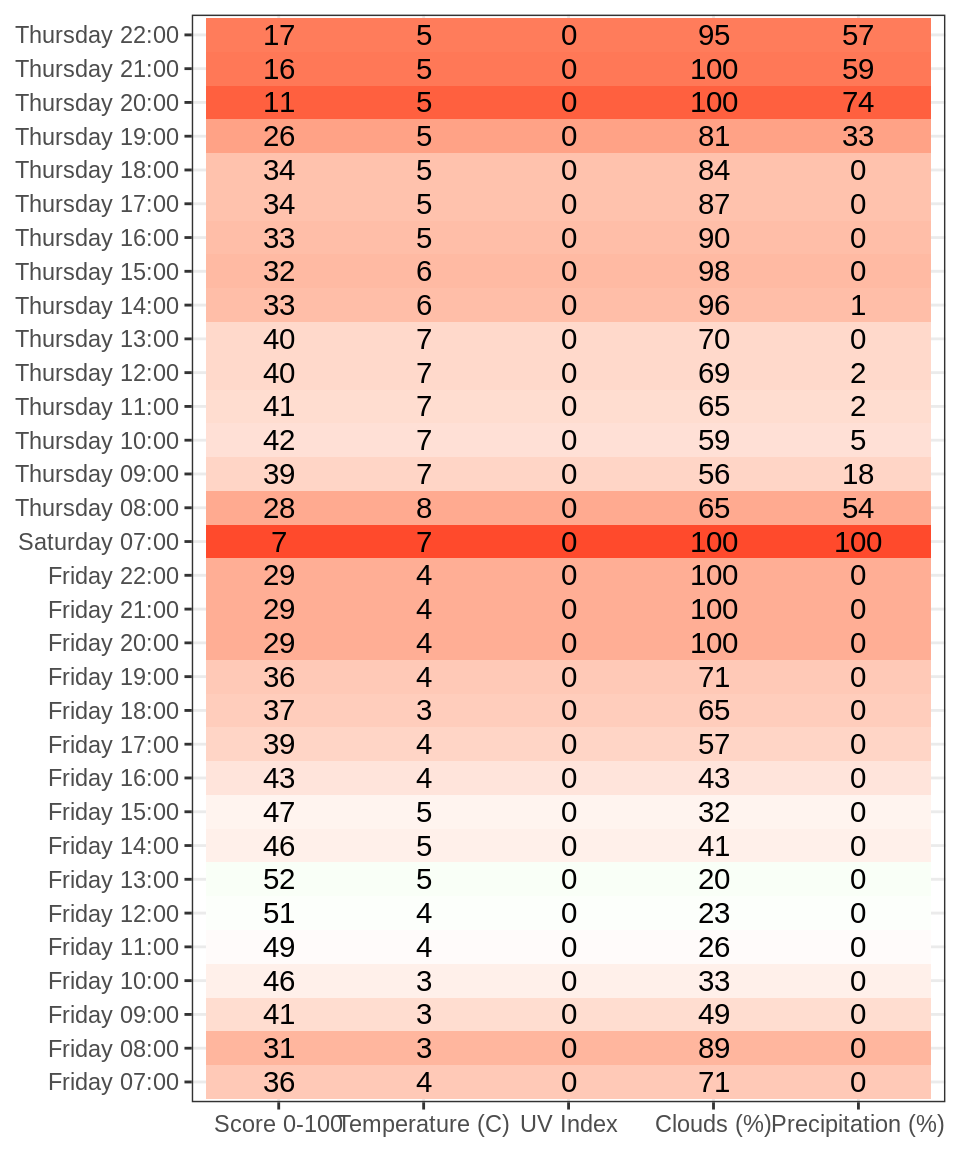 Thursday 22:00 17 5 0 95 57
Thursday 21:00 16 5 0 100 59
Thursday 20:00 11 5 0 100 74
Thursday 19:00 26 5 0 81 33
Thursday 18:00 34 5 0 84 0
Thursday 17:00 34 5 0 87 0
Thursday 16:00 33 5 0 90 0
Thursday 15:00 32 6 0 98 0
Thursday 14:00 33 6 0 96 1
Thursday 13:00 40 7 0 70 0
Thursday 12:00 40 7 0 69 2
Thursday 11:00 41 7 0 65 2
Thursday 10:00 42 7 0 59 5
Thursday 09:00 39 7 0 56 18
Thursday 08:00 28 8 0 65 54
Saturday 07:00 7 7 0 100 100
Friday 22:00 29 4 0 100 0
Friday 21:00 29 4 0 100 0
Friday 20:00 29 4 0 100 0
Friday 19:00 36 4 0 71 0
Friday 18:00 37 3 0 65 0
Friday 17:00 39 4 0 57 0
Friday 16:00 43 4 0 43 0
Friday 15:00 47 5 0 32 0
Friday 14:00 46 5 0 41 0
Friday 13:00 52 5 0 20 0
Friday 12:00 51 4 0 23 0
Friday 11:00 49 4 0 26 0
Friday 10:00 46 3 0 33 0
Friday 09:00 41 3 0 49 0
Friday 08:00 31 3 0 89 0
Friday 07:00 36 4 0 71 0
Score 0-100 Temperature (C) UV Index Clouds (%) Precipitation (%)